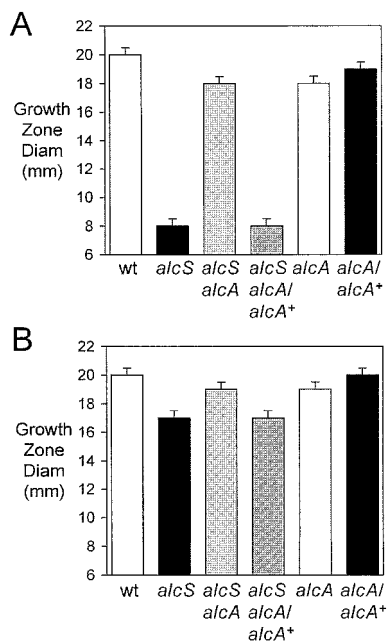 A
Growth
Zone
Diam
(mm)
20
18
16
14
12
10
8
6
wt
alcS
alcS
alcA
alcS
alcA/
alcA+
alcA
alcA/
alcA+
B
Growth
Zone
Diam
(mm)
22
20
18
16
14
12
10
8
6
wt
alcS
alcS
alcA
alcS
alcA/
alcA+
alcA
alcA/
alcA+